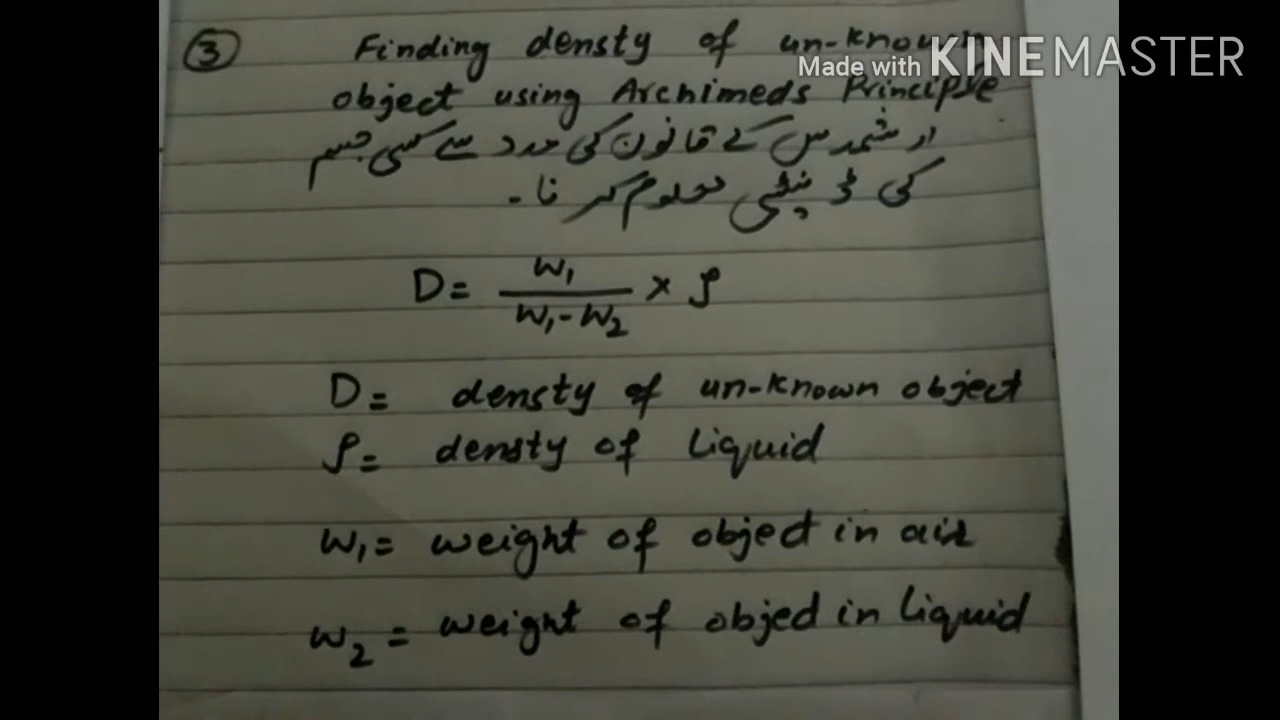 ③ Finding densty of un-known
Made with KINEMASTER
object using Archimeds Principle
ارشمدس کے قانون کی مدد سے کسی جسم
کی ڈینسٹی معلوم کرنا۔
D = W₁ / W₁ - W₂ × ρ
D = densty of un-known object
ρ = densty of Liquid
W₁ = weight of objed in air
W₂ = weight of objed in Liquid